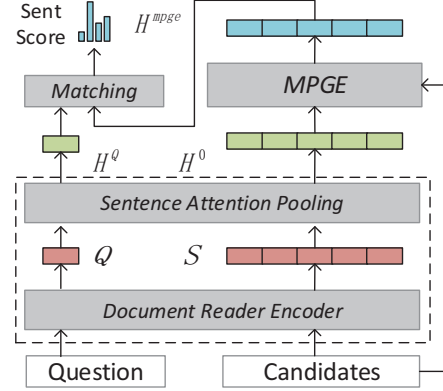 Sent
Score
H^mpge
Matching
MPGE
H^Q
H^0
Sentence Attention Pooling
Q
S
Document Reader Encoder
Question
Candidates